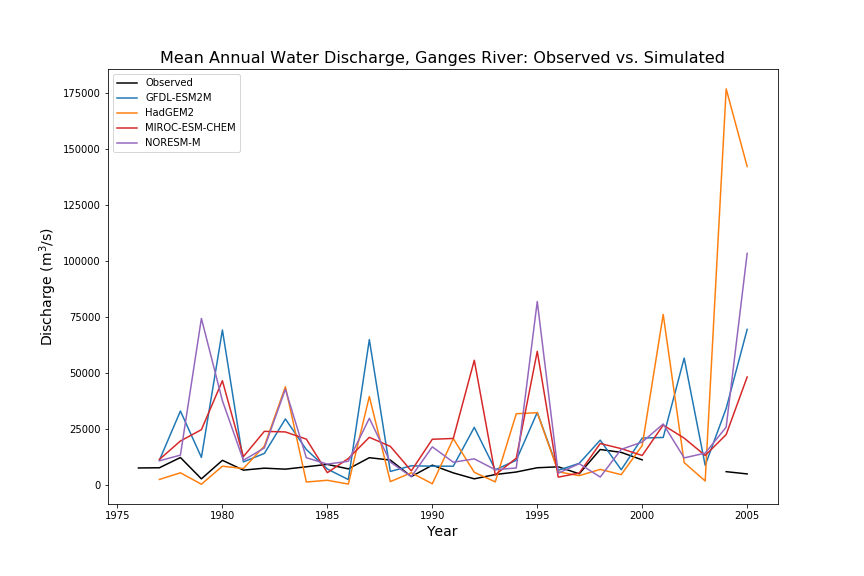 Mean Annual Water Discharge, Ganges River: Observed vs. Simulated
Observed
GFDL-ESM2M
HadGEM2
MIROC-ESM-CHEM
NORESM-M
Discharge (m³/s)
175000
150000
125000
100000
75000
50000
25000
0
1975 1980 1985 1990 1995 2000 2005
Year